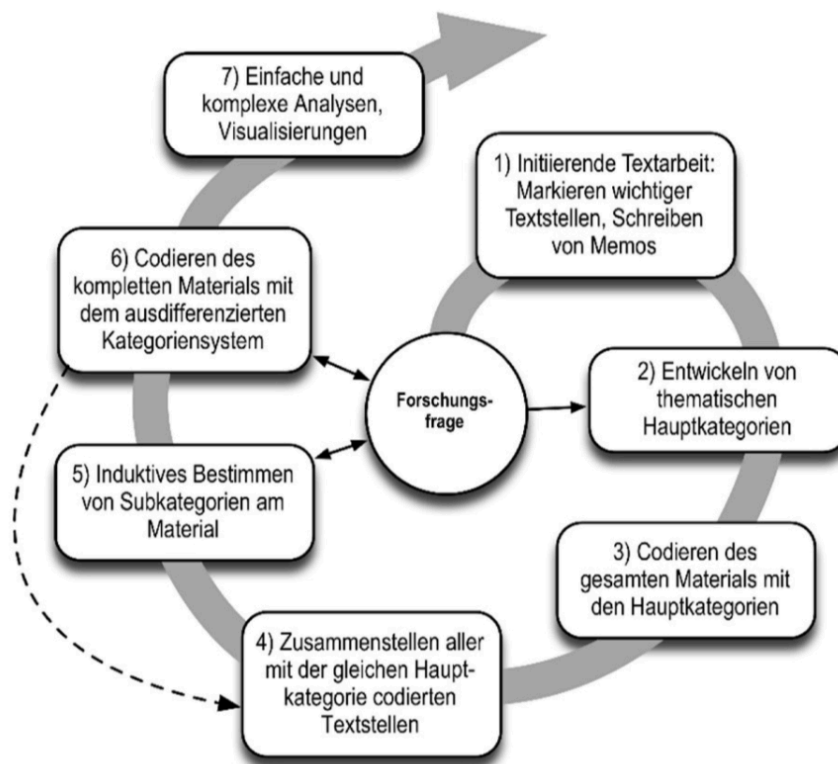 7) Einfache und
komplexe Analysen,
Visualisierungen
1) Initiierende Textarbeit:
Markieren wichtiger
Textstellen, Schreiben
von Memos
6) Codieren des
kompletten Materials mit
dem ausdifferenzierten
Kategoriensystem
Forschungs-
frage
2) Entwickeln von
thematischen
Hauptkategorien
5) Induktives Bestimmen
von Subkategorien am
Material
3) Codieren des
gesamten Materials mit
den Hauptkategorien
4) Zusammenstellen aller
mit der gleichen Haupt-
kategorie codierten
Textstellen